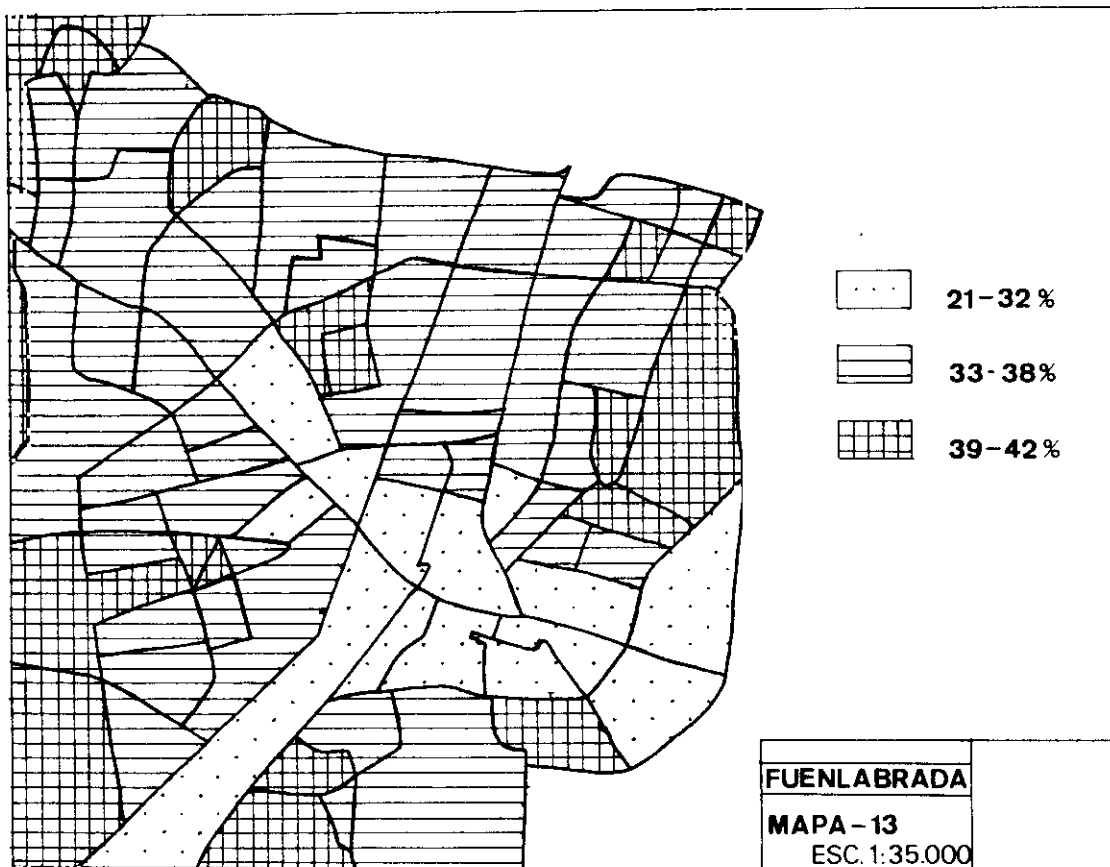 21-32 %
33-38%
39-42%
FUENLABRADA
MAPA-13
ESC. 1:35.000